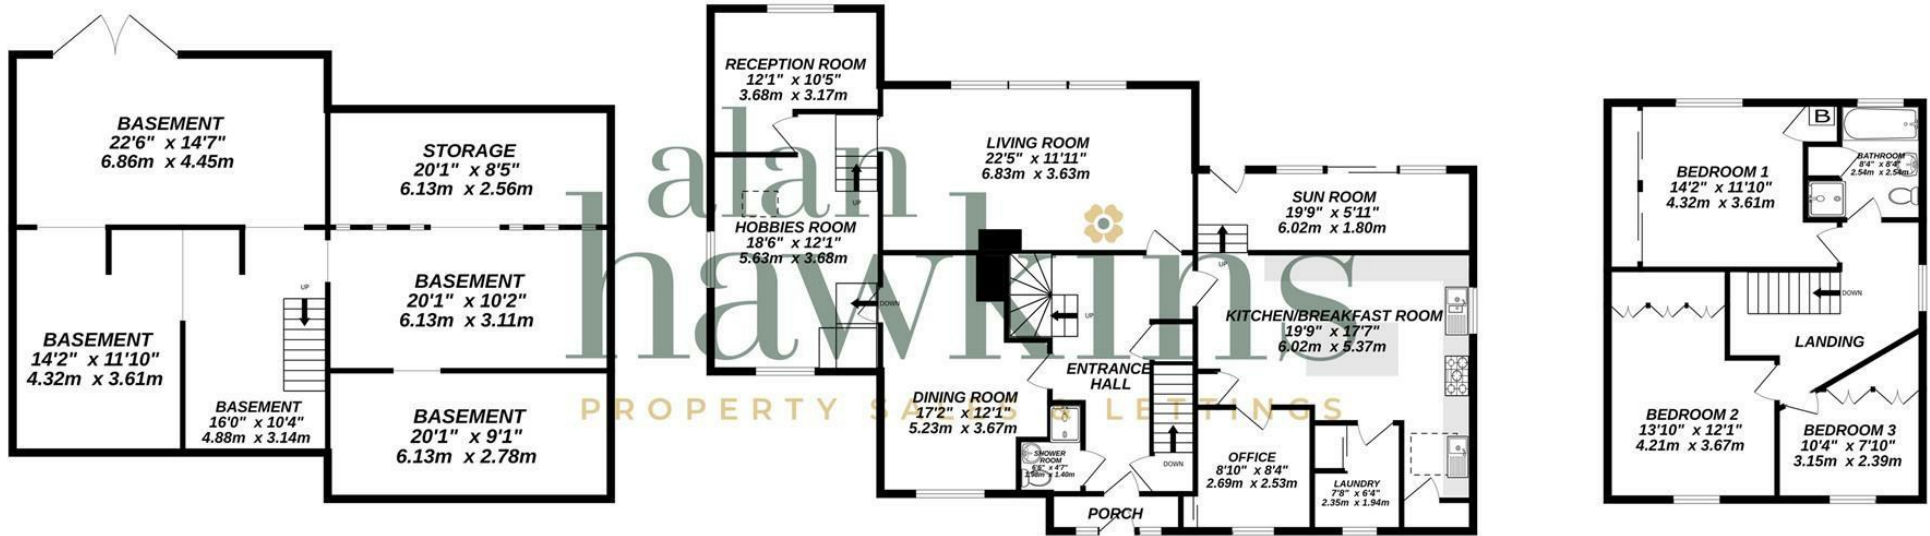 BASEMENT
22'6" x 14'7"
6.86m x 4.45m
STORAGE
20'1" x 8'5"
6.13m x 2.56m
BASEMENT
20'1" x 10'2"
6.13m x 3.11m
UP
BASEMENT
14'2" x 11'10"
4.32m x 3.61m
BASEMENT
16'0" x 10'4"
4.88m x 3.14m
BASEMENT
20'1" x 9'1"
6.13m x 2.78m
RECEPTION ROOM
12'1" x 10'5"
3.68m x 3.17m
LIVING ROOM
22'5" x 11'11"
6.83m x 3.63m
UP
HOBBIES ROOM
18'6" x 12'1"
5.63m x 3.68m
DOWN
SUN ROOM
19'9" x 5'11"
6.02m x 1.80m
UP
KITCHEN/BREAKFAST ROOM
19'9" x 17'7"
6.02m x 5.37m
UP
ENTRANCE
HALL
DINING ROOM
17'2" x 12'1"
5.23m x 3.67m
SHOWER
ROOM
6'6" x 4'7"
1.98m x 1.40m
DOWN
OFFICE
8'10" x 8'4"
2.69m x 2.53m
LAUNDRY
7'8" x 6'4"
2.35m x 1.94m
PORCH
alan
hawkins
PROPERTY SALES & LETTINGS
B
BATHROOM
8'4" x 8'4"
2.54m x 2.54m
BEDROOM 1
14'2" x 11'10"
4.32m x 3.61m
DOWN
LANDING
BEDROOM 2
13'10" x 12'1"
4.21m x 3.67m
BEDROOM 3
10'4" x 7'10"
3.15m x 2.39m